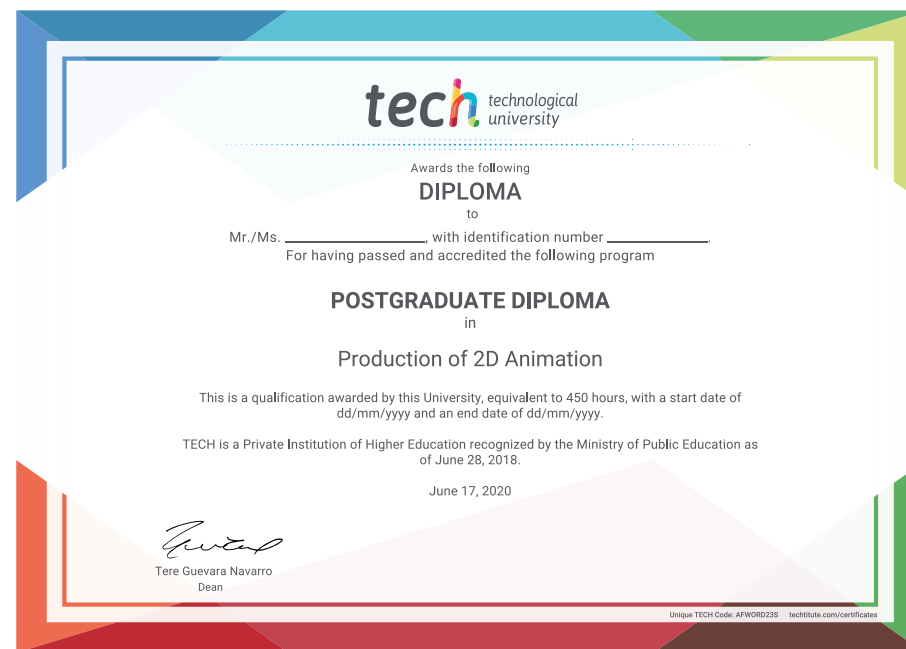 tech technological
university
Awards the following
DIPLOMA
to
Mr./Ms. ____________________, with identification number ______________.
For having passed and accredited the following program
POSTGRADUATE DIPLOMA
in
Production of 2D Animation
This is a qualification awarded by this University, equivalent to 450 hours, with a start date of
dd/mm/yyyy and an end date of dd/mm/yyyy.
TECH is a Private Institution of Higher Education recognized by the Ministry of Public Education as
of June 28, 2018.
June 17, 2020
Tere Guevara Navarro
Dean
Unique TECH Code: AFWORD23S techtitute.com/certificates